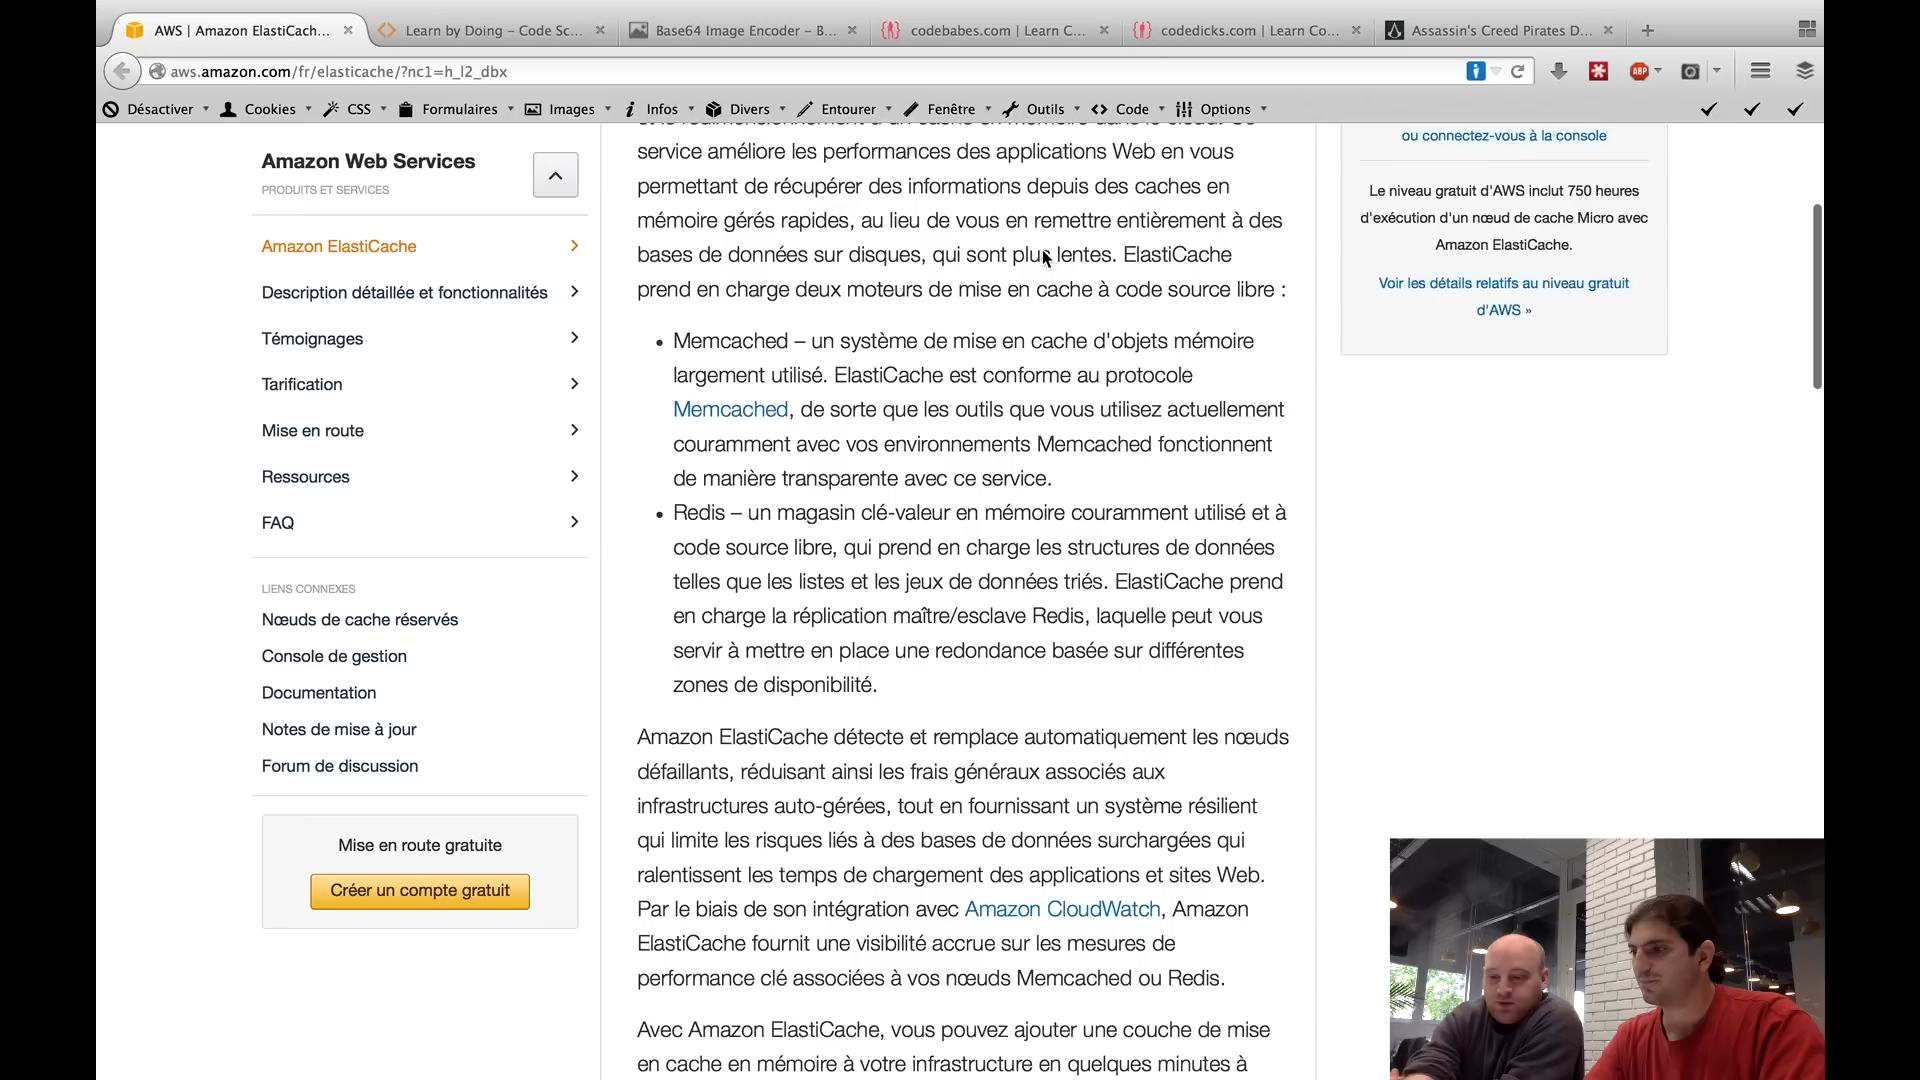 AWS | Amazon ElastiCach...
Learn by Doing – Code Sc...
Base64 Image Encoder – B...
codebabes.com | Learn C...
codedicks.com | Learn Co...
Assassin's Creed Pirates D...
aws.amazon.com/fr/elasticache/?nc1=h_l2_dbx
ABP
Désactiver
Cookies
CSS
Formulaires
Images
Infos
Divers
Entourer
Fenêtre
Outils
Code
Options
Amazon Web Services
PRODUITS ET SERVICES
Amazon ElastiCache
Description détaillée et fonctionnalités
Témoignages
Tarification
Mise en route
Ressources
FAQ
LIENS CONNEXES
Nœuds de cache réservés
Console de gestion
Documentation
Notes de mise à jour
Forum de discussion
Mise en route gratuite
Créer un compte gratuit
service améliore les performances des applications Web en vous
permettant de récupérer des informations depuis des caches en
mémoire gérés rapides, au lieu de vous en remettre entièrement à des
bases de données sur disques, qui sont plus lentes. ElastiCache
prend en charge deux moteurs de mise en cache à code source libre :
• Memcached – un système de mise en cache d'objets mémoire
largement utilisé. ElastiCache est conforme au protocole
Memcached, de sorte que les outils que vous utilisez actuellement
couramment avec vos environnements Memcached fonctionnent
de manière transparente avec ce service.
• Redis – un magasin clé-valeur en mémoire couramment utilisé et à
code source libre, qui prend en charge les structures de données
telles que les listes et les jeux de données triés. ElastiCache prend
en charge la réplication maître/esclave Redis, laquelle peut vous
servir à mettre en place une redondance basée sur différentes
zones de disponibilité.
Amazon ElastiCache détecte et remplace automatiquement les nœuds
défaillants, réduisant ainsi les frais généraux associés aux
infrastructures auto-gérées, tout en fournissant un système résilient
qui limite les risques liés à des bases de données surchargées qui
ralentissent les temps de chargement des applications et sites Web.
Par le biais de son intégration avec Amazon CloudWatch, Amazon
ElastiCache fournit une visibilité accrue sur les mesures de
performance clé associées à vos nœuds Memcached ou Redis.
Avec Amazon ElastiCache, vous pouvez ajouter une couche de mise
en cache en mémoire à votre infrastructure en quelques minutes à
ou connectez-vous à la console
Le niveau gratuit d'AWS inclut 750 heures
d'exécution d'un nœud de cache Micro avec
Amazon ElastiCache.
Voir les détails relatifs au niveau gratuit
d'AWS »